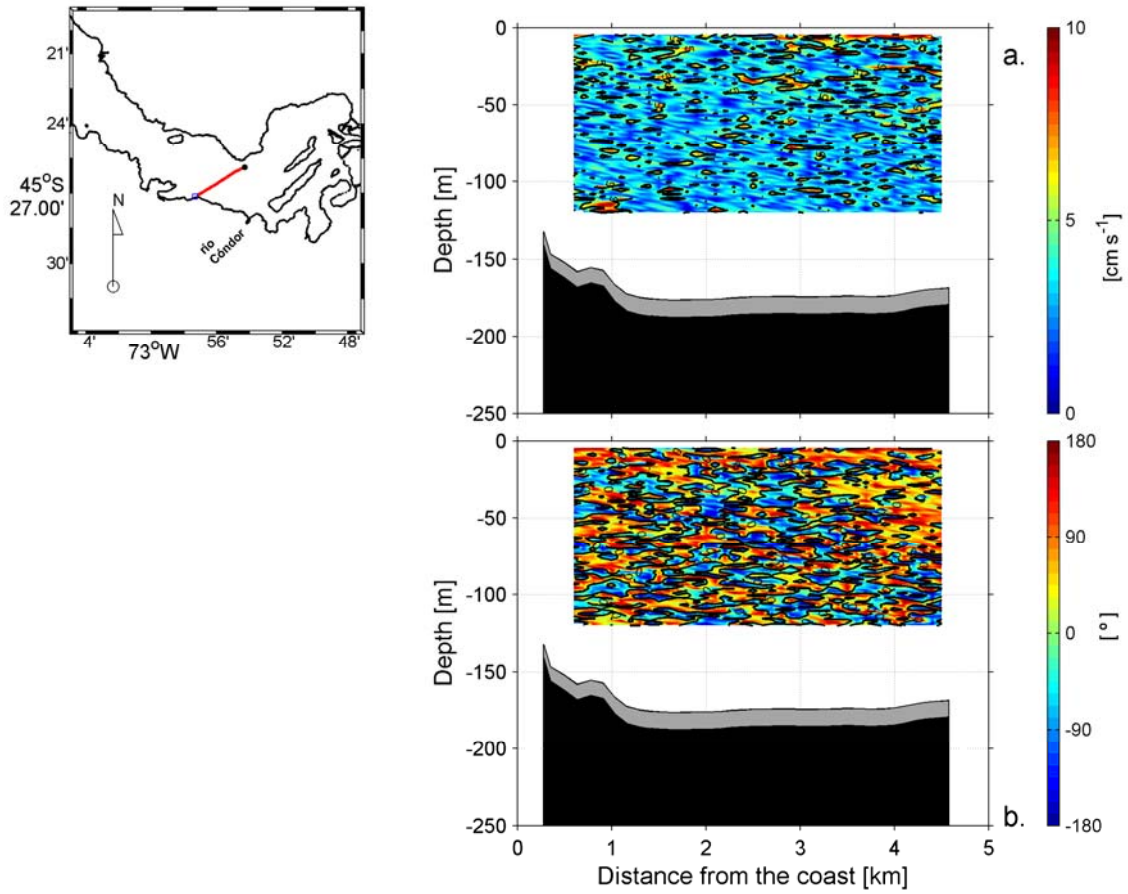 21'
24'
45°S
27.00'
30'
N
río
Cóndor
4'
73°W
56'
52'
48'
a.
0
-50
-100
-150
-200
-250
Depth [m]
10
5
0
[cm s⁻¹]
b.
0
-50
-100
-150
-200
-250
Depth [m]
180
90
0
-90
-180
[°]
0 1 2 3 4 5
Distance from the coast [km]